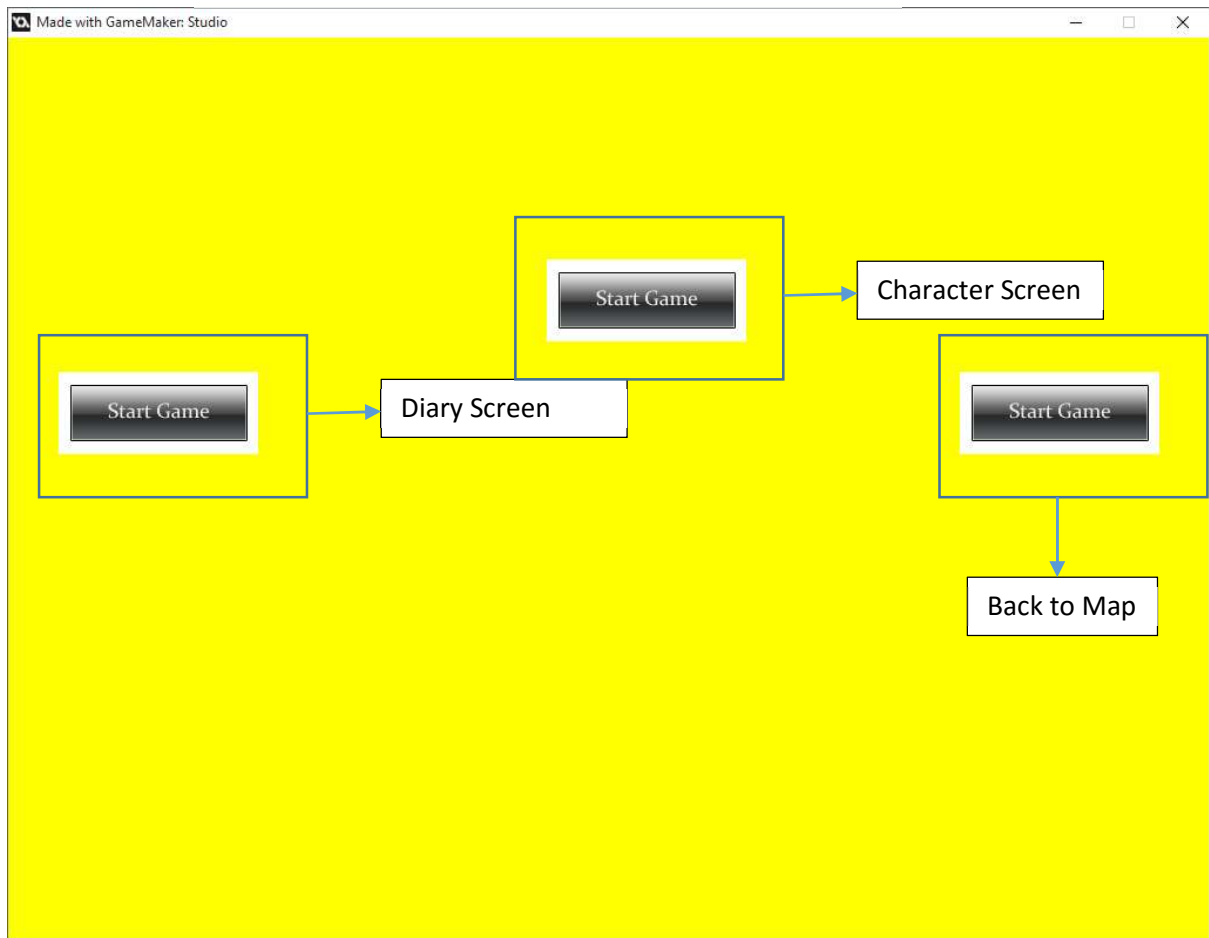 Made with GameMaker: Studio
Start Game
Character Screen
Start Game
Diary Screen
Start Game
Back to Map